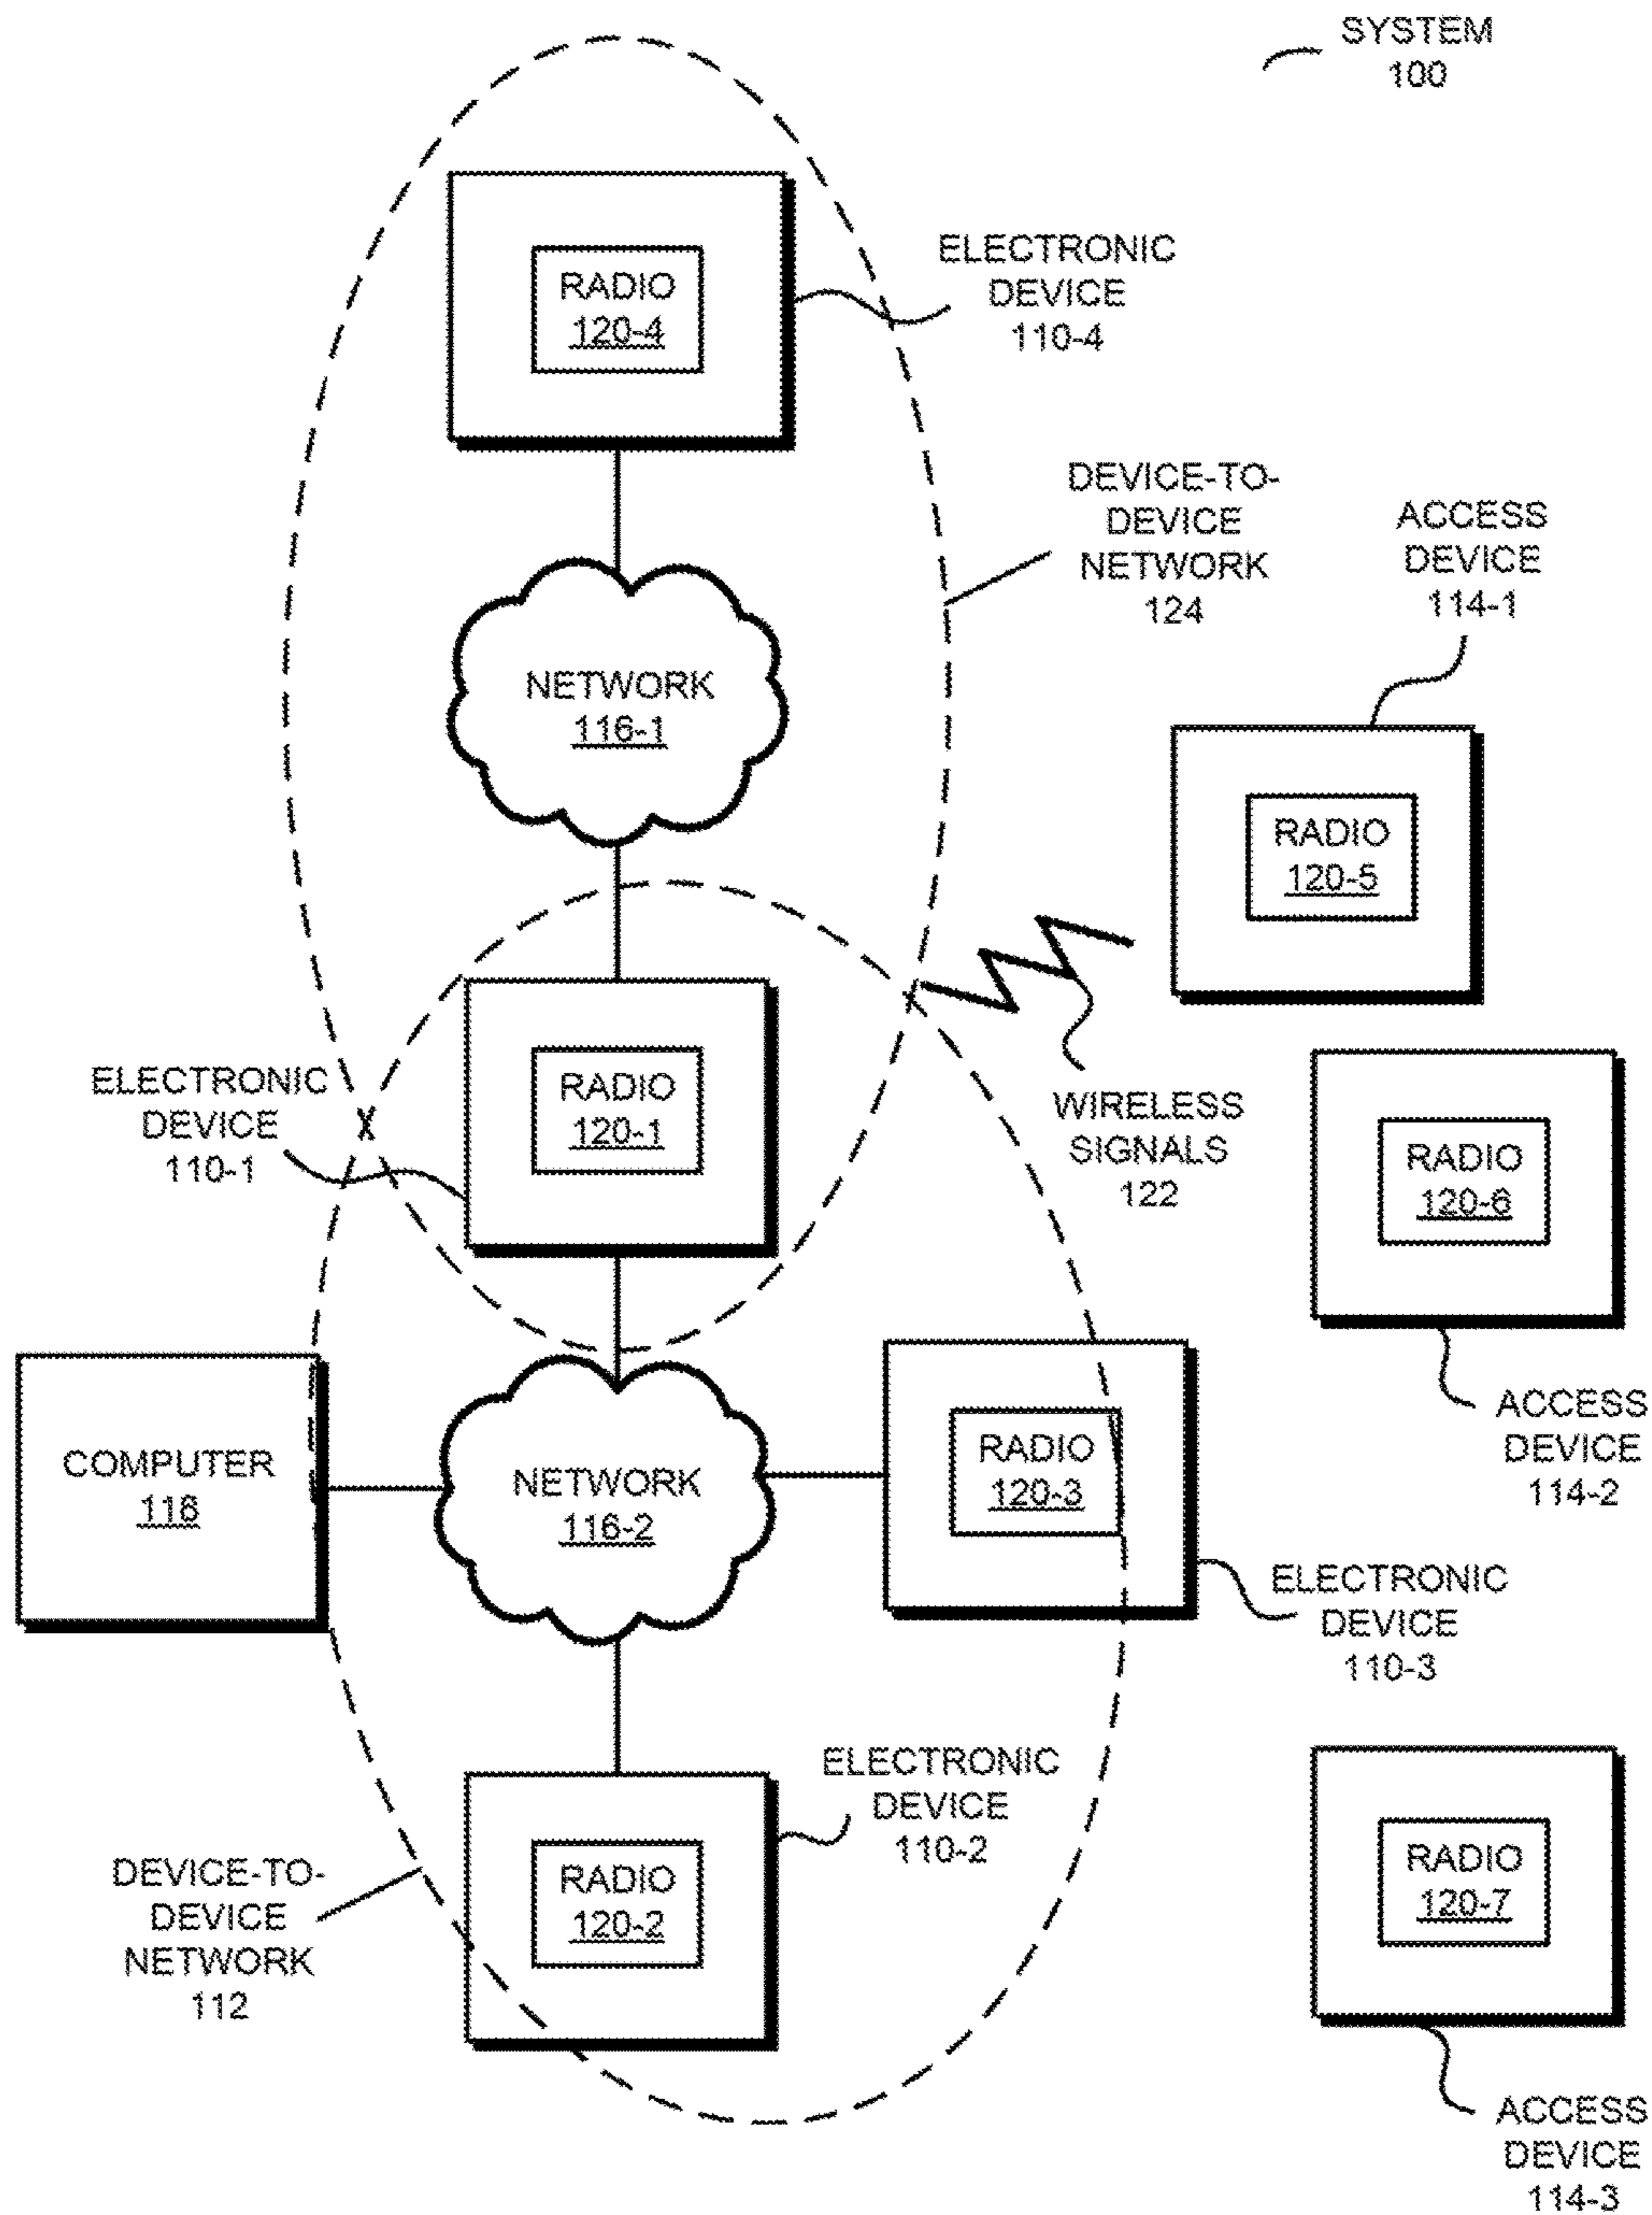 SYSTEM
100
RADIO
120-4
ELECTRONIC
DEVICE
110-4
DEVICE-TO-
DEVICE
NETWORK
124
ACCESS
DEVICE
114-1
NETWORK
116-1
RADIO
120-5
ELECTRONIC
DEVICE
110-1
RADIO
120-1
WIRELESS
SIGNALS
122
RADIO
120-6
COMPUTER
116
NETWORK
116-2
RADIO
120-3
ACCESS
DEVICE
114-2
ELECTRONIC
DEVICE
110-3
ELECTRONIC
DEVICE
110-2
DEVICE-TO-
DEVICE
NETWORK
112
RADIO
120-2
RADIO
120-7
ACCESS
DEVICE
114-3